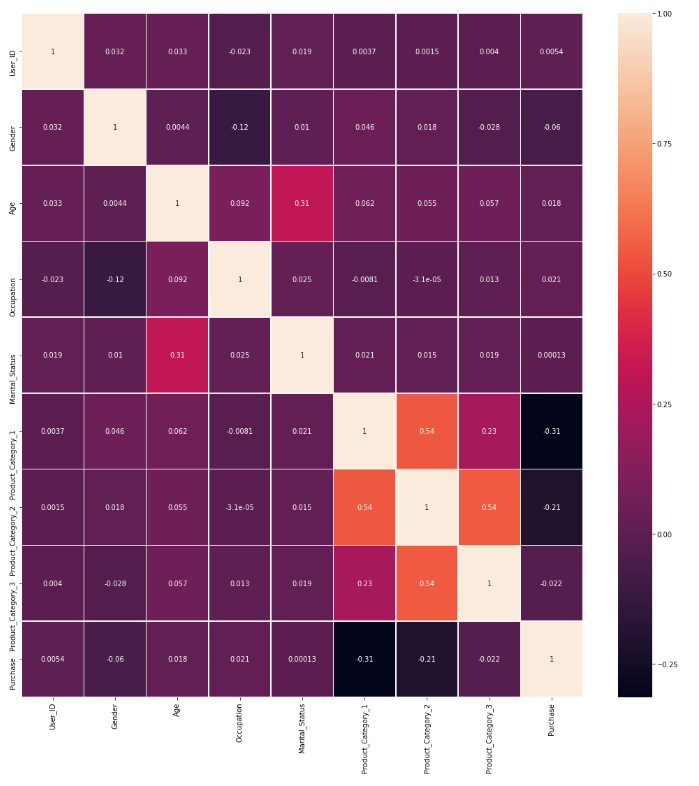 User_ID 1 0.032 0.033 -0.023 0.019 0.0037 0.0015 0.004 0.0054
Gender 0.032 1 0.0044 -0.12 0.01 0.046 0.018 -0.028 -0.06
Age 0.033 0.0044 1 0.092 0.31 0.062 0.055 0.057 0.018
Occupation -0.023 -0.12 0.092 1 0.025 -0.0081 -3.1e-05 0.013 0.021
Marital_Status 0.019 0.01 0.31 0.025 1 0.021 0.015 0.019 0.00013
Product_Category_1 0.0037 0.046 0.062 -0.0081 0.021 1 0.54 0.23 -0.31
Product_Category_2 0.0015 0.018 0.055 -3.1e-05 0.015 0.54 1 0.54 -0.21
Product_Category_3 0.004 -0.028 0.057 0.013 0.019 0.23 0.54 1 -0.022
Purchase 0.0054 -0.06 0.018 0.021 0.00013 -0.31 -0.21 -0.022 1
User_ID Gender Age Occupation Marital_Status Product_Category_1 Product_Category_2 Product_Category_3 Purchase
1.00
0.75
0.50
0.25
0.00
−0.25